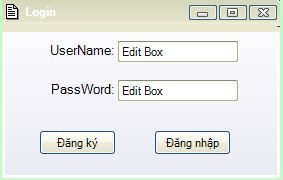 Login
UserName: Edit Box
PassWord: Edit Box
Đăng ký Đăng nhập